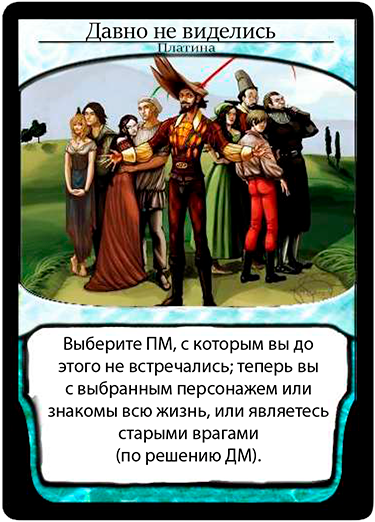 Давно не виделись
Платина
Выберите ПМ, с которым вы до
этого не встречались; теперь вы
с выбранным персонажем или
знакомы всю жизнь, или являетесь
старыми врагами
(по решению ДМ).